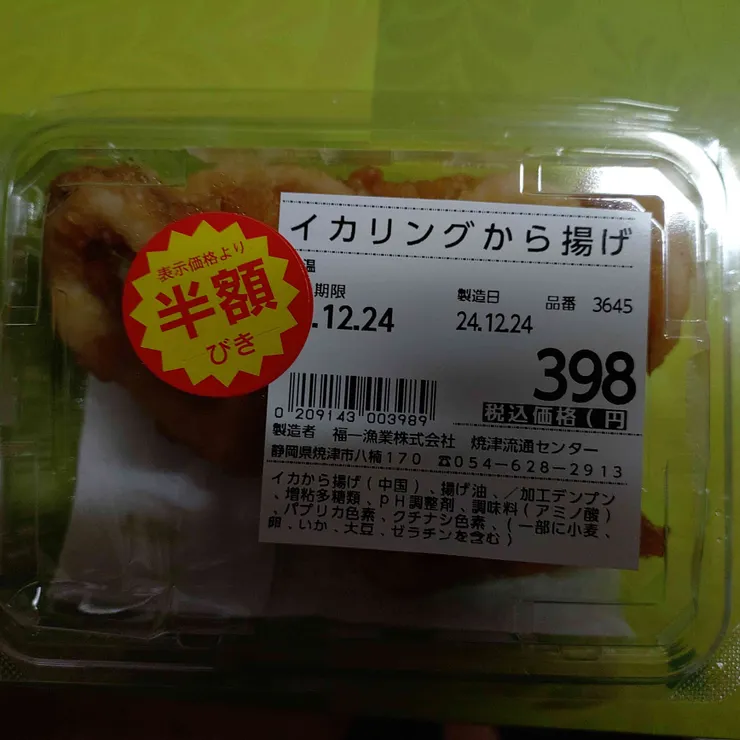 イカリングから揚げ
温
期限 製造日 品番 3645
.12.24 24.12.24
398
税込価格(円
0 209143 003989
製造者 福一漁業株式会社 焼津流通センター
静岡県焼津市八楠170 ☎054-628-2913
イカから揚げ(中国)、揚げ油、/加工デンプン
、増粘多糖類、pH調整剤、調味料(アミノ酸)
、パプリカ色素、クチナシ色素、(一部に小麦、
卵、いか、大豆、ゼラチンを含む)
表示価格より
半額
びき